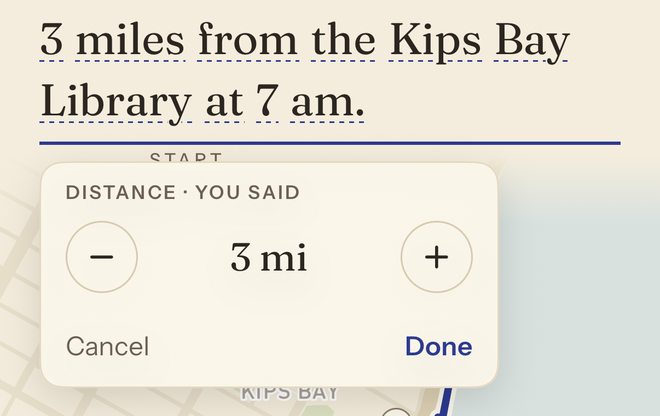 3 miles from the Kips Bay
Library at 7 am.
START
DISTANCE · YOU SAID
− 3 mi +
Cancel Done
KIPS BAY